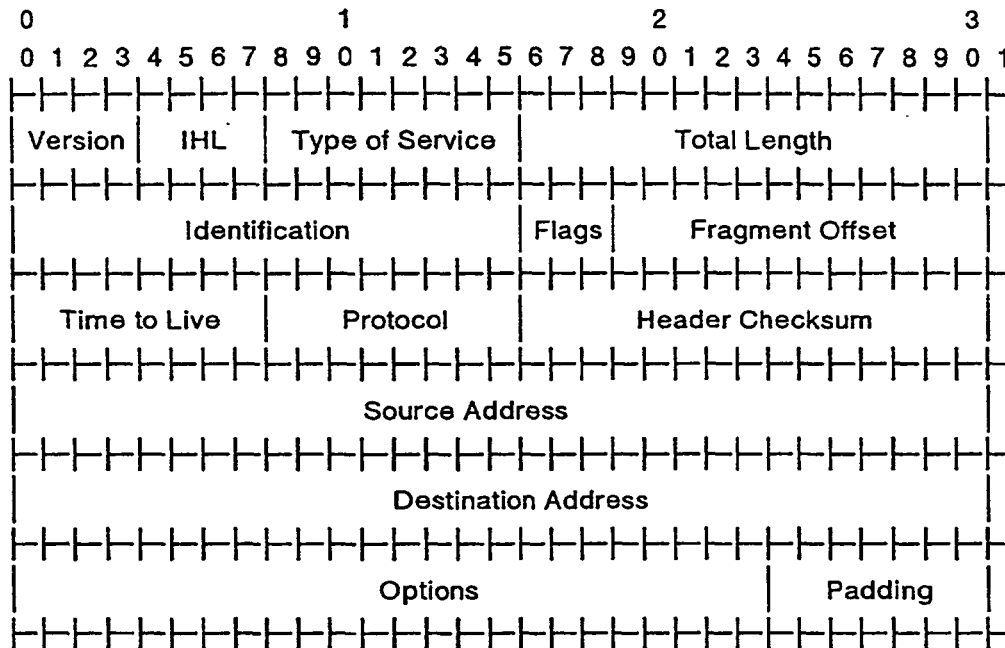 0 1 2 3
0 1 2 3 4 5 6 7 8 9 0 1 2 3 4 5 6 7 8 9 0 1 2 3 4 5 6 7 8 9 0 1
Version IHL Type of Service Total Length
Identification Flags Fragment Offset
Time to Live Protocol Header Checksum
Source Address
Destination Address
Options Padding